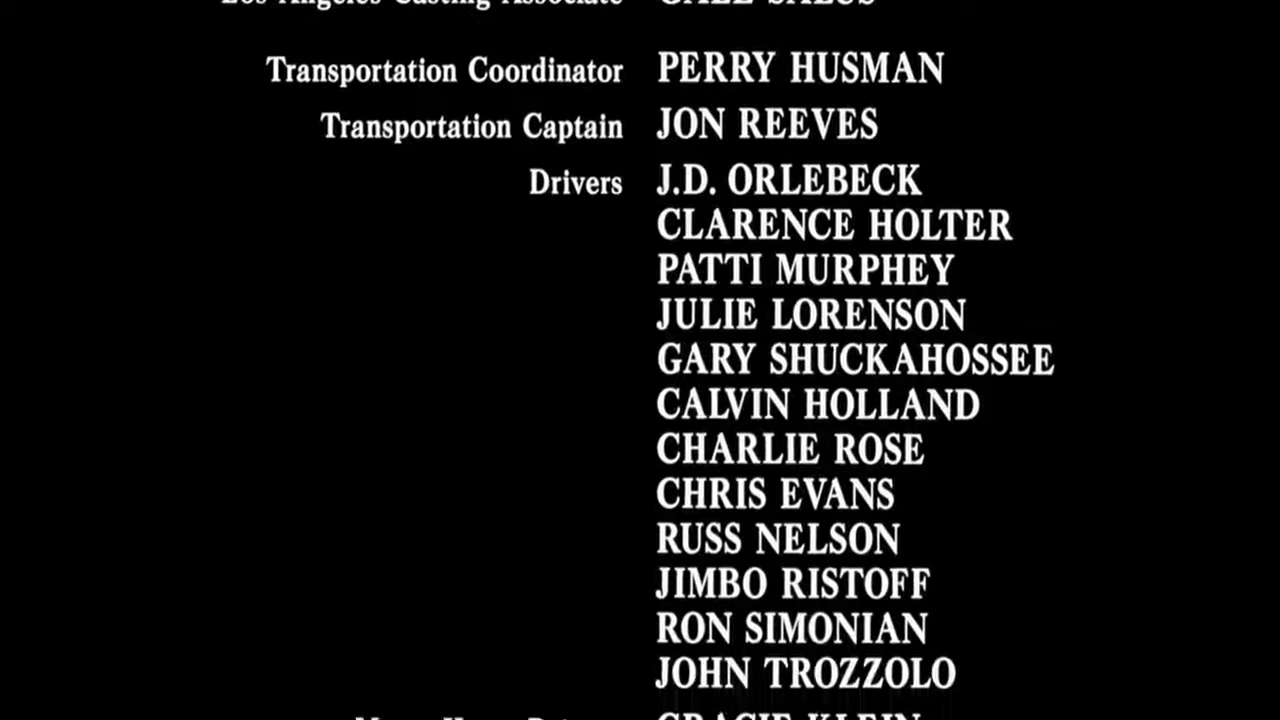 Los Angeles Casting Associate GALE SALUS
Transportation Coordinator PERRY HUSMAN
Transportation Captain JON REEVES
Drivers J.D. ORLEBECK
CLARENCE HOLTER
PATTI MURPHEY
JULIE LORENSON
GARY SHUCKAHOSSEE
CALVIN HOLLAND
CHARLIE ROSE
CHRIS EVANS
RUSS NELSON
JIMBO RISTOFF
RON SIMONIAN
JOHN TROZZOLO
GRACIE KLEIN